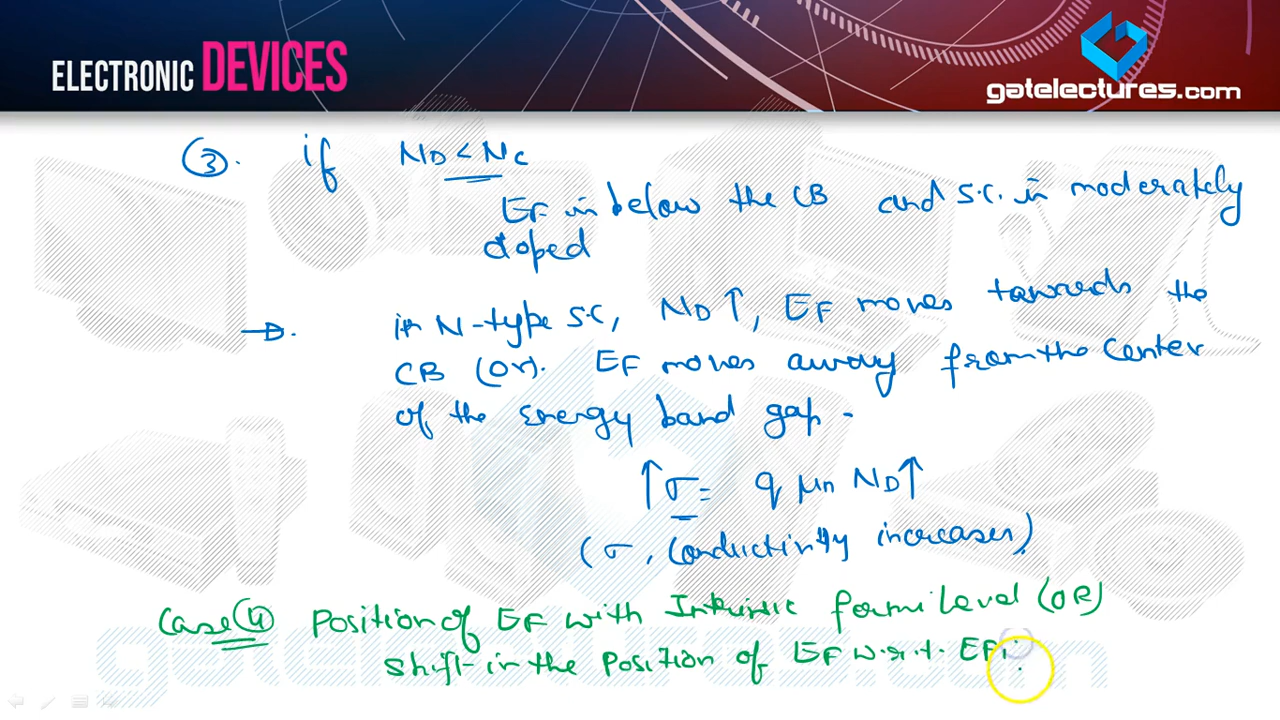 ELECTRONIC DEVICES
gatelectures.com
③. if ND < NC
EF in below the CB and S.C. in moderately
doped
→ in N-type S.C, ND ↑, EF moves towards the
CB (or). EF moves away from the Center
of the energy band gap.
↑ σ = q μn ND ↑
(σ, conductivity increases)
Case ④ Position of EF with Intrinsic fermi Level (OR)
shift in the Position of EF w.r.t. EFi